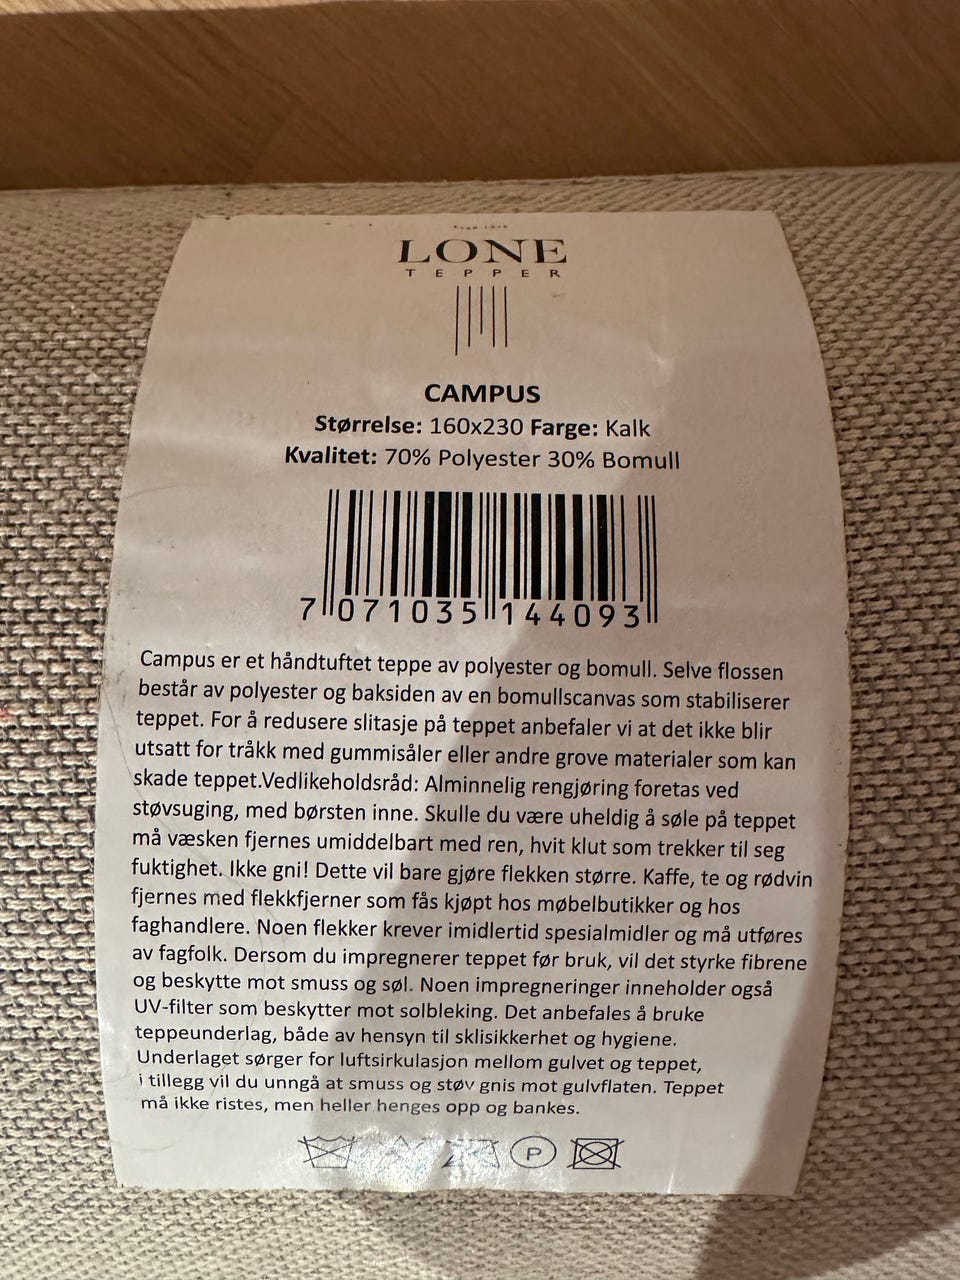 LONE
TEPPER
CAMPUS
Størrelse: 160x230 Farge: Kalk
Kvalitet: 70% Polyester 30% Bomull
7 071035 144093
Campus er et håndtuftet teppe av polyester og bomull. Selve flossen
består av polyester og baksiden av en bomullscanvas som stabiliserer
teppet. For å redusere slitasje på teppet anbefaler vi at det ikke blir
utsatt for tråkk med gummisåler eller andre grove materialer som kan
skade teppet.Vedlikeholdsråd: Alminnelig rengjøring foretas ved
støvsuging, med børsten inne. Skulle du være uheldig å søle på teppet
må væsken fjernes umiddelbart med ren, hvit klut som trekker til seg
fuktighet. Ikke gni! Dette vil bare gjøre flekken større. Kaffe, te og rødvin
fjernes med flekkfjerner som fås kjøpt hos møbelbutikker og hos
faghandlere. Noen flekker krever imidlertid spesialmidler og må utføres
av fagfolk. Dersom du impregnerer teppet før bruk, vil det styrke fibrene
og beskytte mot smuss og søl. Noen impregneringer inneholder også
UV-filter som beskytter mot solbleking. Det anbefales å bruke
teppeunderlag, både av hensyn til sklisikkerhet og hygiene.
Underlaget sørger for luftsirkulasjon mellom gulvet og teppet,
i tillegg vil du unngå at smuss og støv gnis mot gulvflaten. Teppet
må ikke ristes, men heller henges opp og bankes.
P